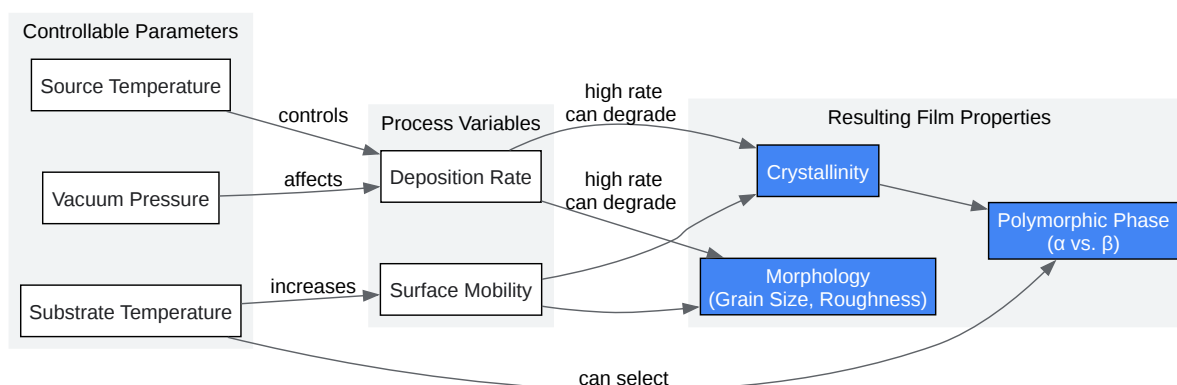 Controllable Parameters
Source Temperature
Vacuum Pressure
Substrate Temperature
controls
affects
increases
Process Variables
Deposition Rate
Surface Mobility
high rate
can degrade
high rate
can degrade
can select
Resulting Film Properties
Crystallinity
Morphology
(Grain Size, Roughness)
Polymorphic Phase
(α vs. β)